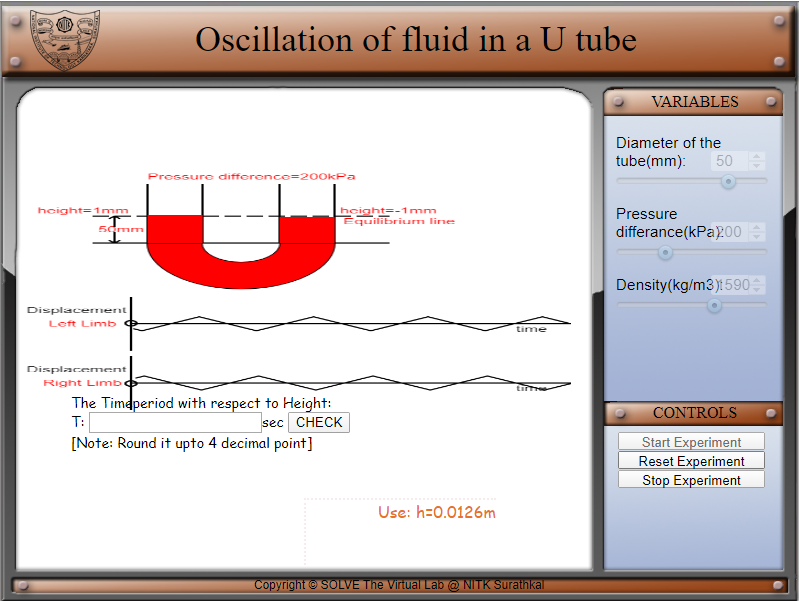 Oscillation of fluid in a U tube
VARIABLES
Diameter of the
tube(mm): 50
Pressure
differance(kPa): 200
Density(kg/m3): 1590
Pressure difference=200kPa
height=1mm
height=-1mm
Equilibrium line
50mm
Displacement
Left Limb
time
Displacement
Right Limb
time
The Timeperiod with respect to Height:
T: sec CHECK
[Note: Round it upto 4 decimal point]
Use: h=0.0126m
CONTROLS
Start Experiment
Reset Experiment
Stop Experiment
Copyright © SOLVE The Virtual Lab @ NITK Surathkal